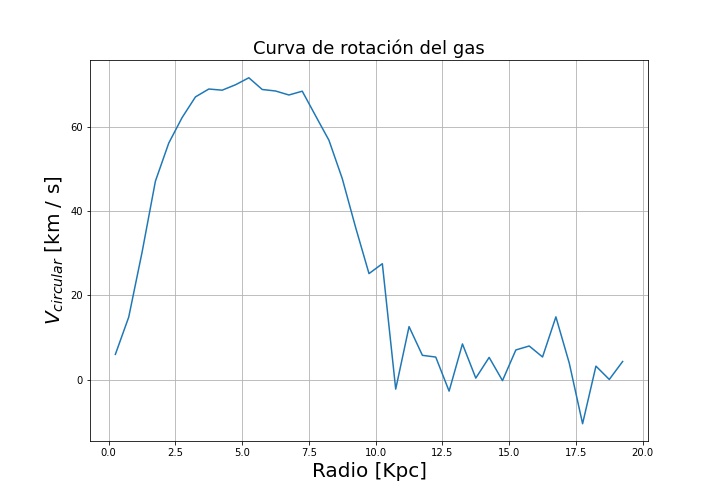 Curva de rotación del gas
V_circular [km / s]
60
40
20
0
0.0 2.5 5.0 7.5 10.0 12.5 15.0 17.5 20.0
Radio [Kpc]